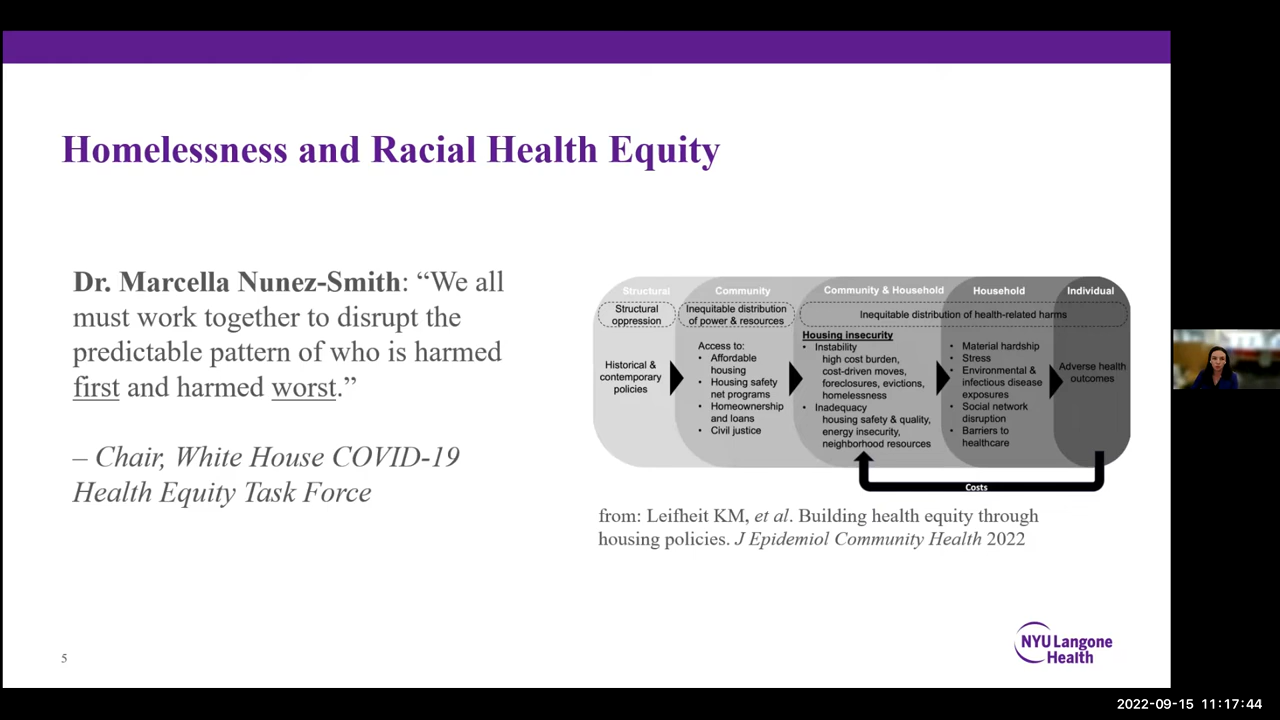 Homelessness and Racial Health Equity
Dr. Marcella Nunez-Smith: “We all
must work together to disrupt the
predictable pattern of who is harmed
first and harmed worst.”
– Chair, White House COVID-19
Health Equity Task Force
Structural
Structural
oppression
Historical &
contemporary
policies
Community
Inequitable distribution
of power & resources
Access to:
• Affordable
housing
• Housing safety
net programs
• Homeownership
and loans
• Civil justice
Community & Household
Household
Individual
Inequitable distribution of health-related harms
Housing insecurity
• Instability
high cost burden,
cost-driven moves,
foreclosures, evictions,
homelessness
• Inadequacy
housing safety & quality,
energy insecurity,
neighborhood resources
• Material hardship
• Stress
• Environmental &
infectious disease
exposures
• Social network
disruption
• Barriers to
healthcare
Adverse health
outcomes
Costs
from: Leifheit KM, et al. Building health equity through
housing policies. J Epidemiol Community Health 2022
NYU Langone
Health
5
2022-09-15 11:17:44